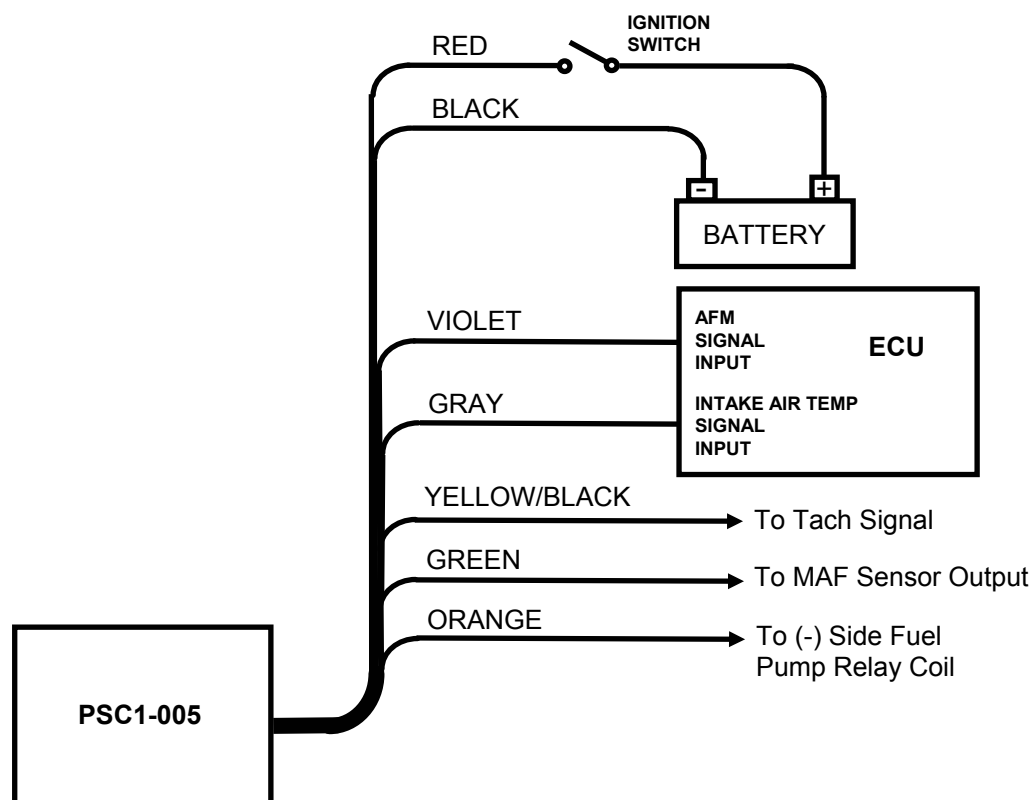 IGNITION
SWITCH
RED
BLACK
- +
BATTERY
VIOLET
AFM
SIGNAL
INPUT
ECU
GRAY
INTAKE AIR TEMP
SIGNAL
INPUT
YELLOW/BLACK
To Tach Signal
GREEN
To MAF Sensor Output
ORANGE
To (-) Side Fuel
Pump Relay Coil
PSC1-005